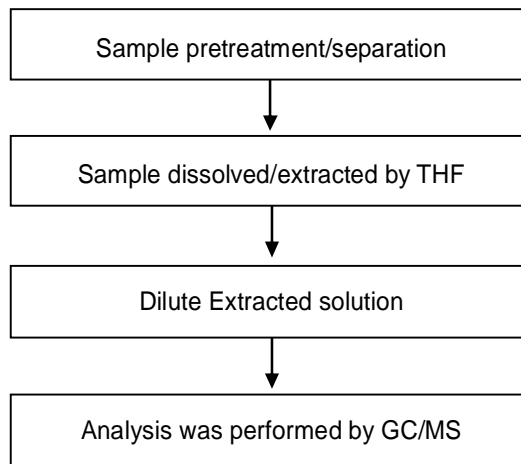 Sample pretreatment/separation
Sample dissolved/extracted by THF
Dilute Extracted solution
Analysis was performed by GC/MS